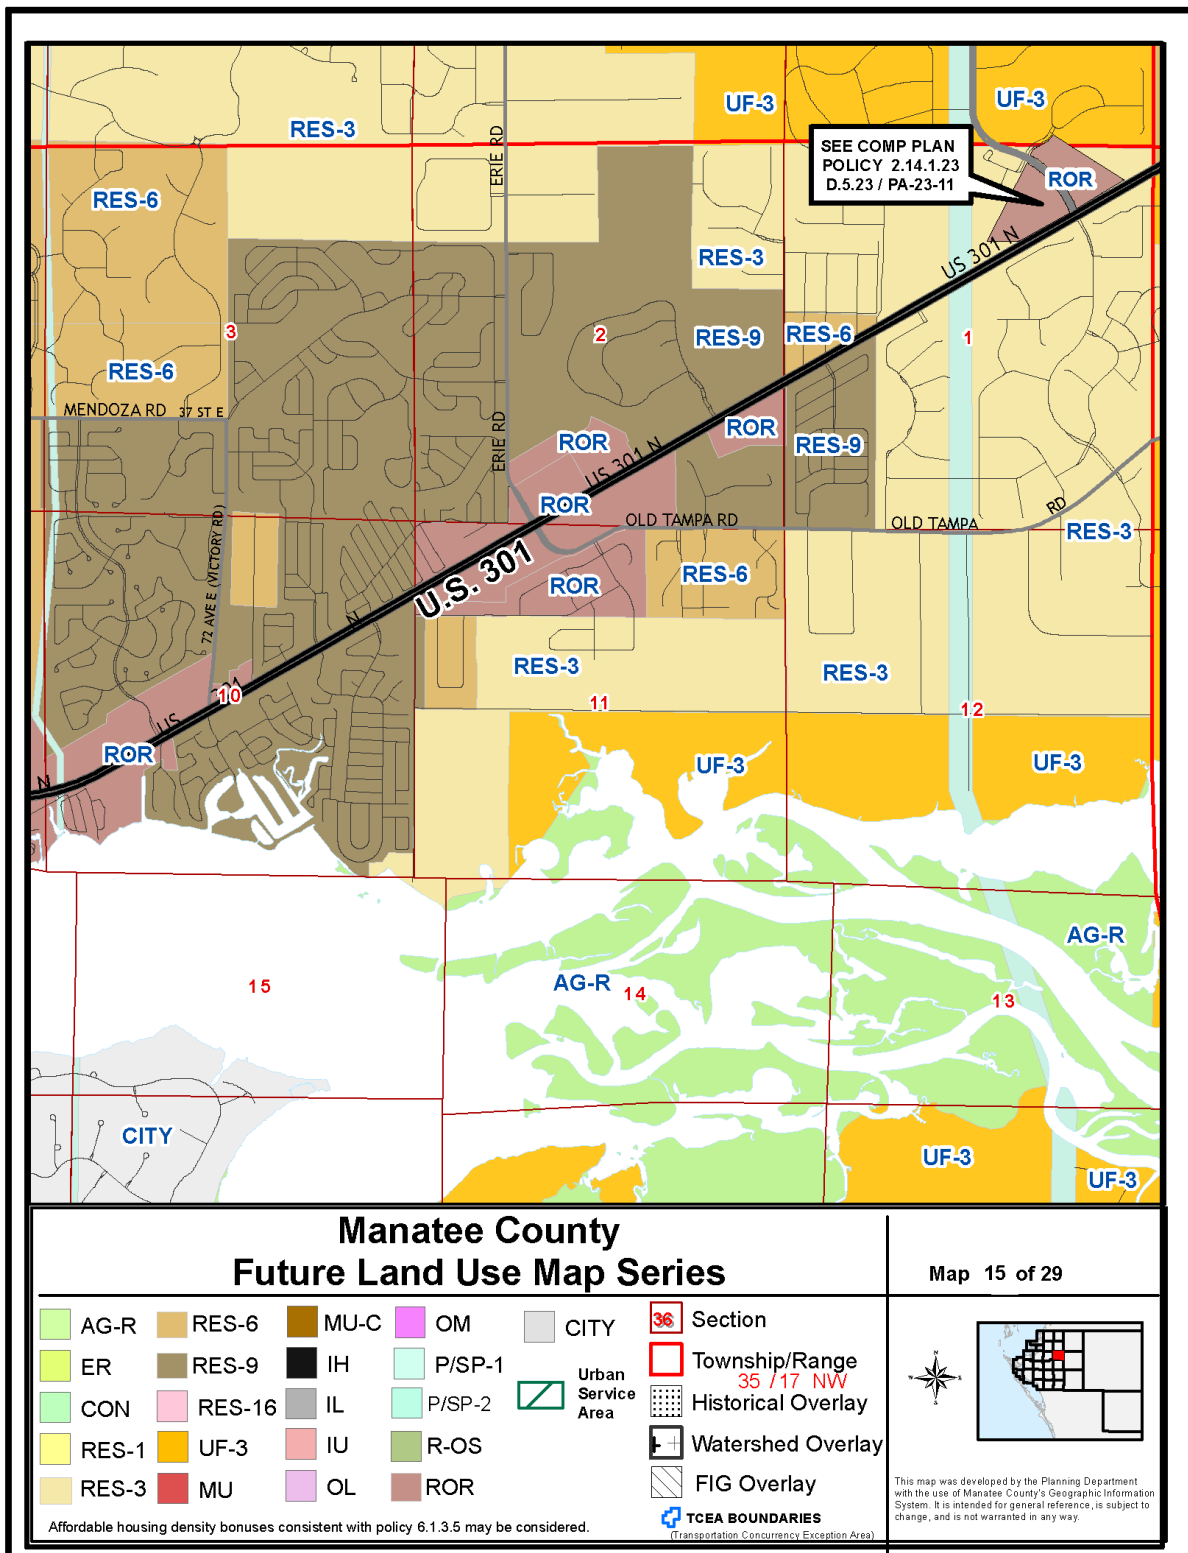 UF-3
UF-3
RES-3
ERIE RD
SEE COMP PLAN
POLICY 2.14.1.23
D.5.23 / PA-23-11
ROR
RES-6
US 301 N
RES-3
3
2
RES-9
RES-6
1
RES-6
MENDOZA RD 37 ST E
ROR
ROR
ERIE RD
US 301 N
RES-9
ROR
OLD TAMPA RD
OLD TAMPA
RD
RES-3
72 AVE E (VICTORY RD)
U.S. 301
ROR
RES-6
N
RES-3
RES-3
10
301
US
11
12
ROR
N
UF-3
UF-3
AG-R
15
AG-R
14
13
CITY
UF-3
UF-3
Manatee County
Future Land Use Map Series
Map 15 of 29
AG-R
ER
CON
RES-1
RES-3
RES-6
RES-9
RES-16
UF-3
MU
MU-C
IH
IL
IU
OL
OM
P/SP-1
P/SP-2
R-OS
ROR
CITY
Urban
Service
Area
36 Section
Township/Range
35 / 17 NW
Historical Overlay
Watershed Overlay
FIG Overlay
TCEA BOUNDARIES
(Transportation Concurrency Exception Area)
Affordable housing density bonuses consistent with policy 6.1.3.5 may be considered.
N
W
E
S
This map was developed by the Planning Department
with the use of Manatee County's Geographic Information
System. It is intended for general reference, is subject to
change, and is not warranted in any way.